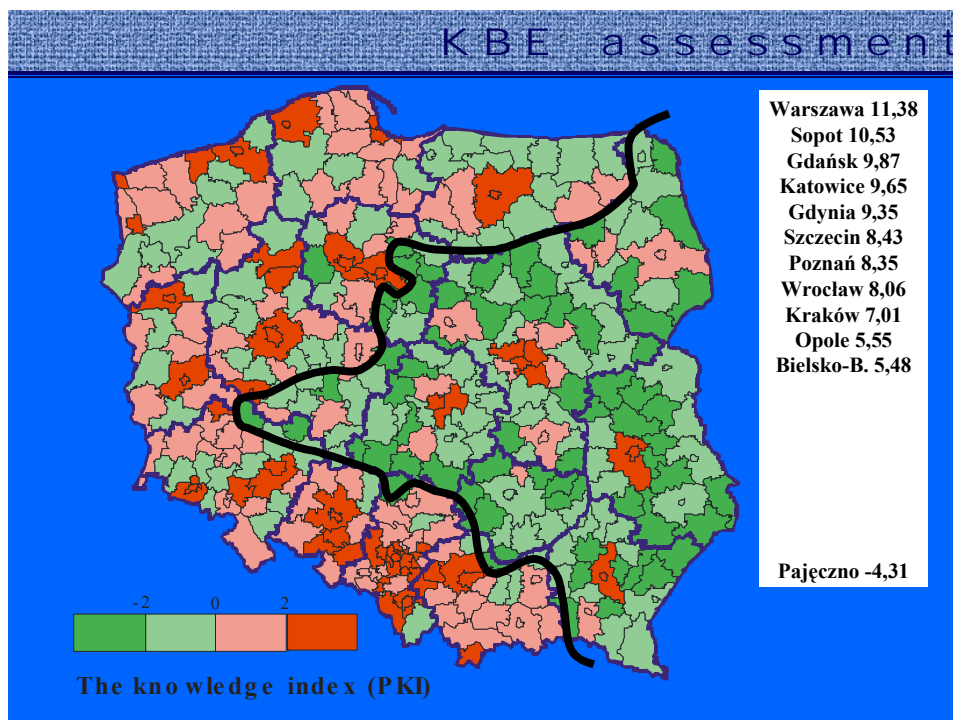 KBE assessment
Warszawa 11,38
Sopot 10,53
Gdańsk 9,87
Katowice 9,65
Gdynia 9,35
Szczecin 8,43
Poznań 8,35
Wrocław 8,06
Kraków 7,01
Opole 5,55
Bielsko-B. 5,48
Pajęczno -4,31
-2 0 2
The knowledge index (PKI)